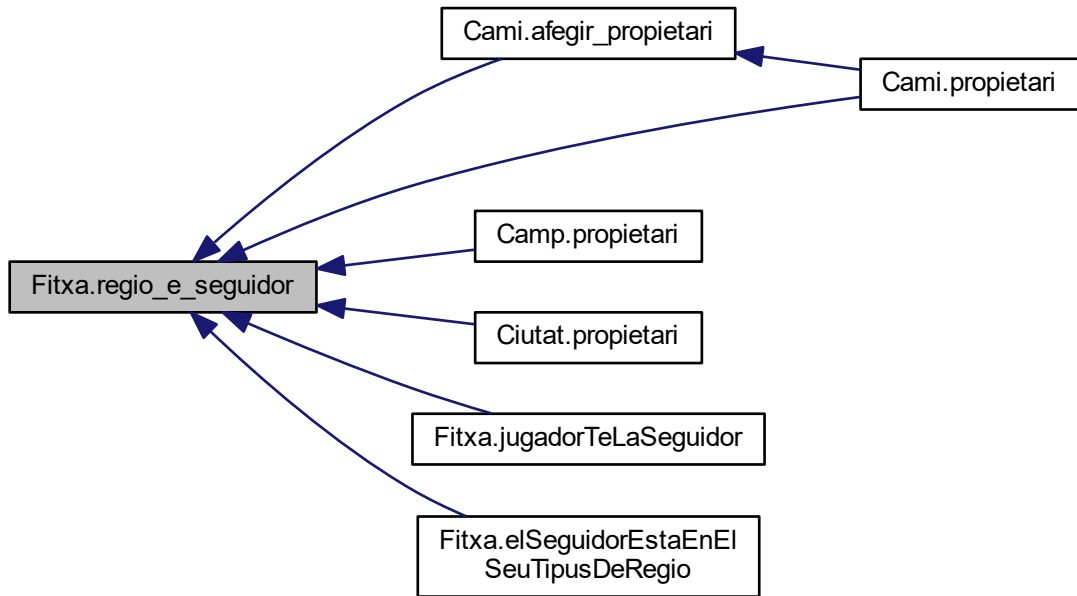 Cami.afegir_propietari
Cami.propietari
Camp.propietari
Fitxa.regio_e_seguidor
Ciutat.propietari
Fitxa.jugadorTeLaSeguidor
Fitxa.elSeguidorEstaEnEl
SeuTipusDeRegio